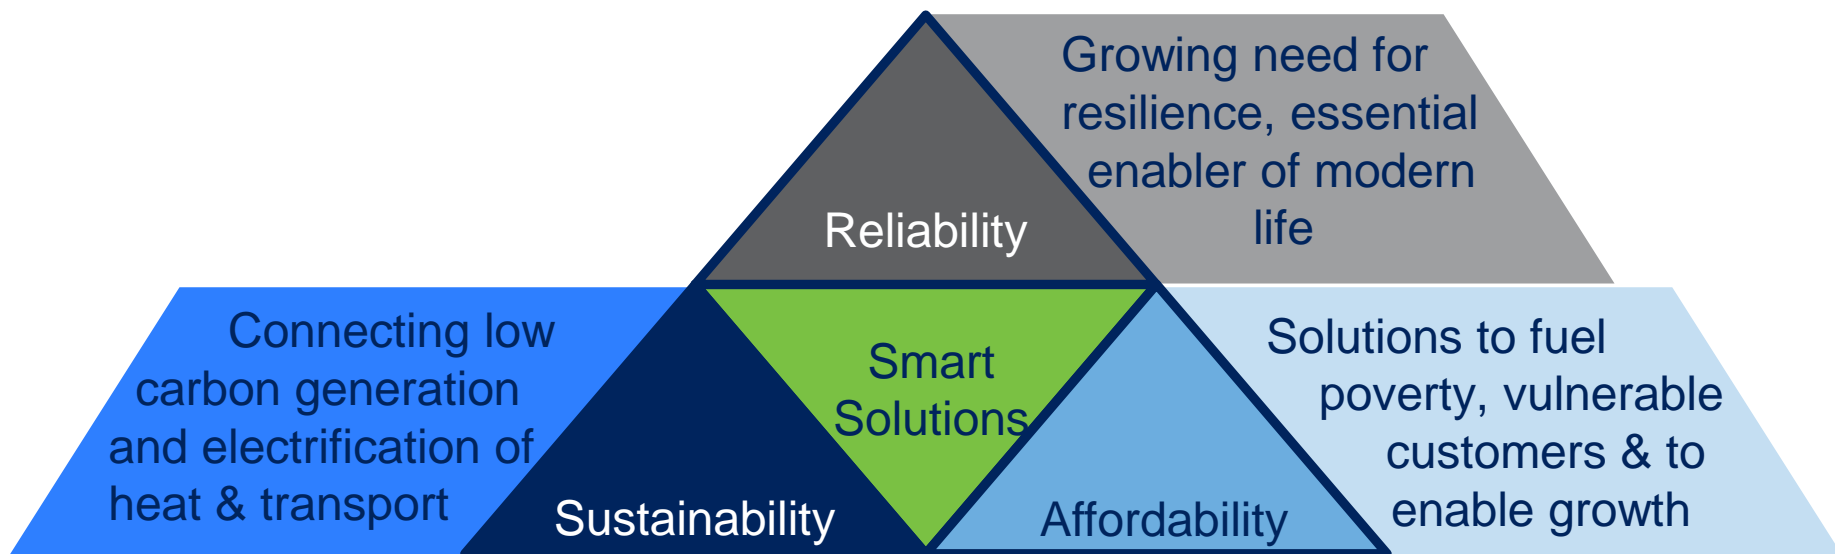 Growing need for
resilience, essential
enabler of modern
life
Reliability
Connecting low
carbon generation
and electrification of
heat & transport
Smart
Solutions
Solutions to fuel
poverty, vulnerable
customers & to
enable growth
Sustainability
Affordability